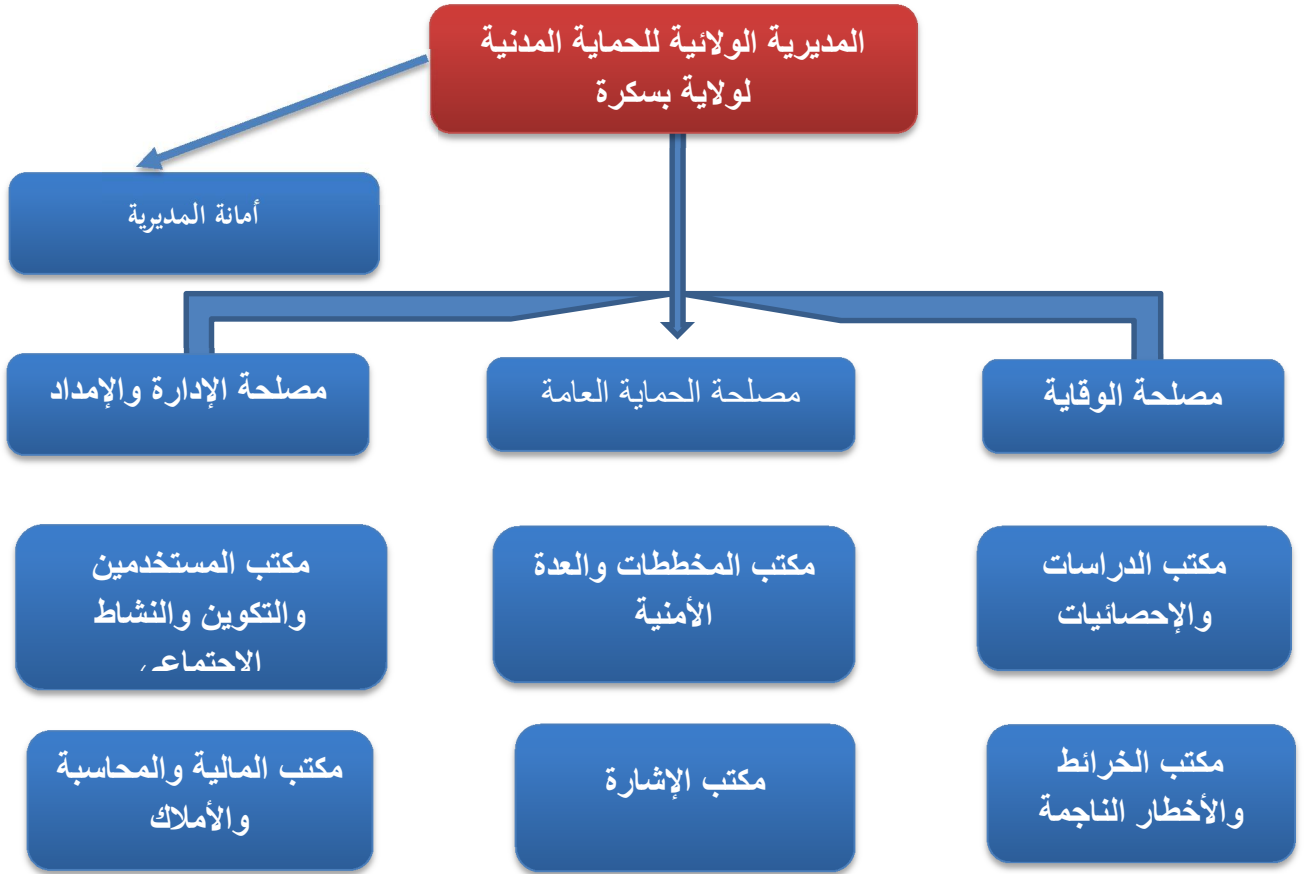 المديرية الولائية للحماية المدنية
لولاية بسكرة
أمانة المديرية
مصلحة الوقاية
مصلحة الحماية العامة
مصلحة الإدارة والإمداد
مكتب الدراسات
والإحصائيات
مكتب المخططات والعدة
الأمنية
مكتب المستخدمين
والتكوين والنشاط
الاجتماعي
مكتب الخرائط
والأخطار الناجمة
مكتب الإشارة
مكتب المالية والمحاسبة
والأملاك